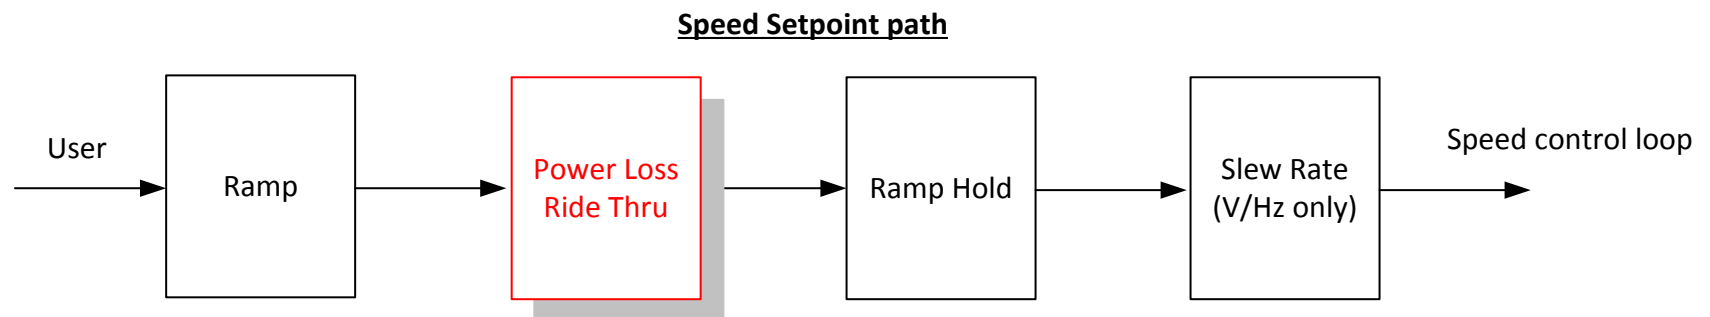 Speed Setpoint path
User
Ramp
Power Loss
Ride Thru
Ramp Hold
Slew Rate
(V/Hz only)
Speed control loop